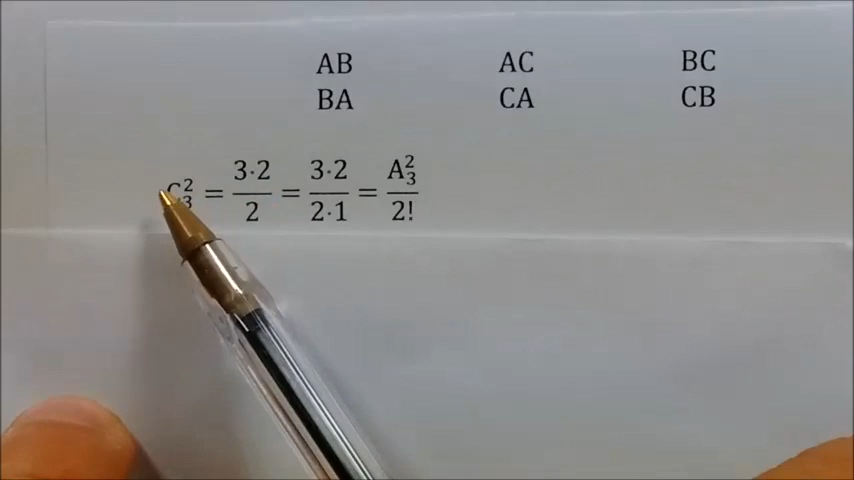 AB AC BC
BA CA CB
C₃² = 3·2/2 = 3·2/2·1 = A₃²/2!